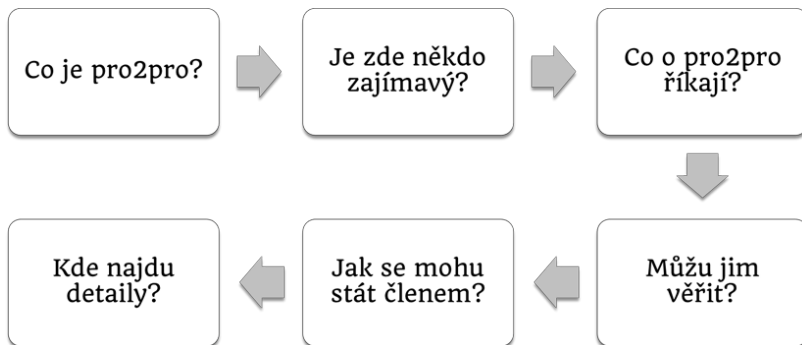 Co je pro2pro?
Je zde někdo
zajímavý?
Co o pro2pro
říkají?
Můžu jim
věřit?
Jak se mohu
stát členem?
Kde najdu
detaily?